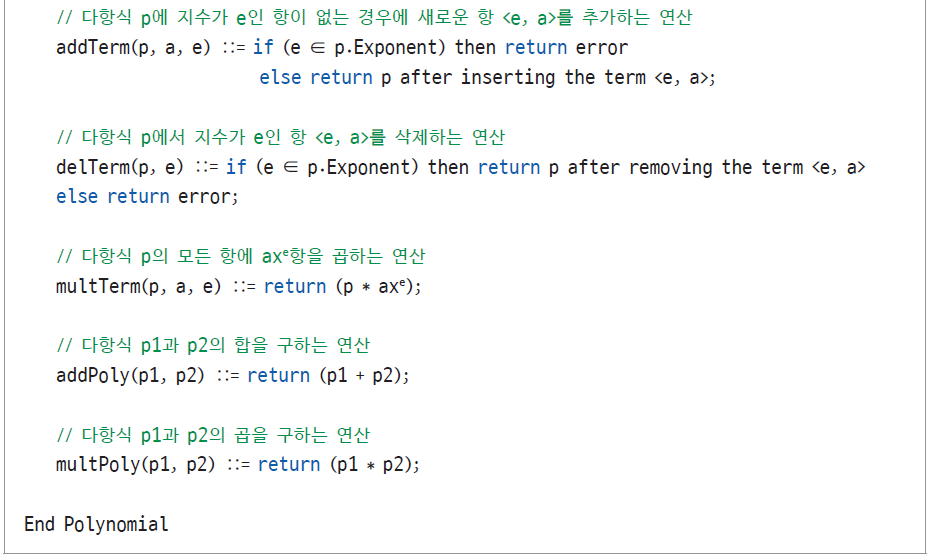 // 다항식 p에 지수가 e인 항이 없는 경우에 새로운 항 <e, a>를 추가하는 연산
addTerm(p, a, e) ::= if (e ∈ p.Exponent) then return error
else return p after inserting the term <e, a>;
// 다항식 p에서 지수가 e인 항 <e, a>를 삭제하는 연산
delTerm(p, e) ::= if (e ∈ p.Exponent) then return p after removing the term <e, a>
else return error;
// 다항식 p의 모든 항에 axᵉ항을 곱하는 연산
multTerm(p, a, e) ::= return (p * axᵉ);
// 다항식 p1과 p2의 합을 구하는 연산
addPoly(p1, p2) ::= return (p1 + p2);
// 다항식 p1과 p2의 곱을 구하는 연산
multPoly(p1, p2) ::= return (p1 * p2);
End Polynomial